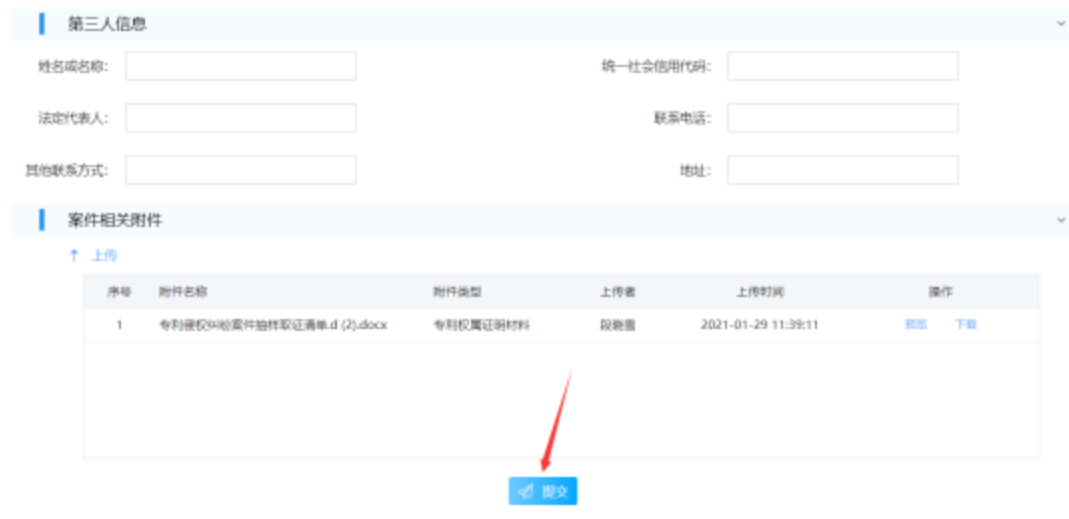 第三人信息
姓名或名称： 统一社会信用代码：
法定代表人： 联系电话：
其他联系方式： 地址：
案件相关附件
上传
序号 附件名称 附件类型 上传者 上传时间 操作
1 专利侵权纠纷案件抽样取证清单.d (2).docx 专利权属证明材料 段晓雪 2021-01-29 11:39:11 预览 下载
提交